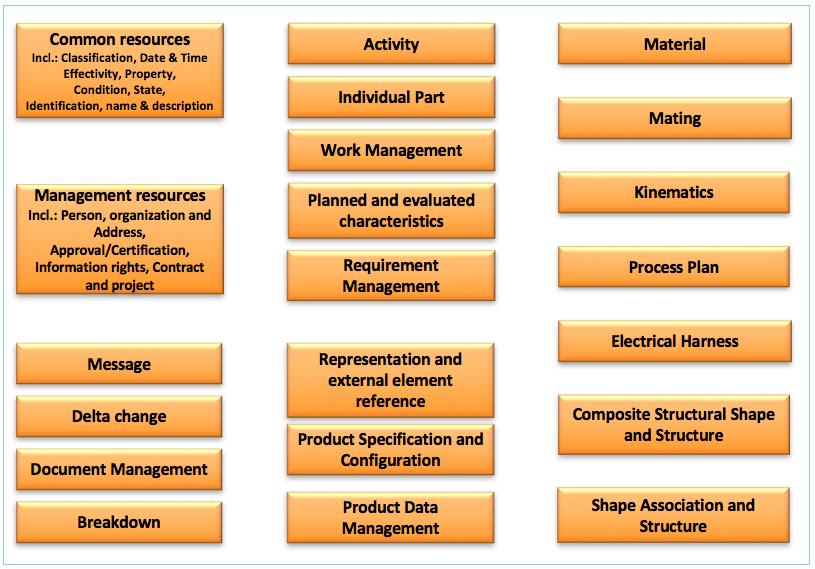 Common resources
Incl.: Classification, Date & Time
Effectivity, Property,
Condition, State,
Identification, name & description
Management resources
Incl.: Person, organization and
Address,
Approval/Certification,
Information rights, Contract
and project
Message
Delta change
Document Management
Breakdown
Activity
Individual Part
Work Management
Planned and evaluated
characteristics
Requirement
Management
Representation and
external element
reference
Product Specification and
Configuration
Product Data
Management
Material
Mating
Kinematics
Process Plan
Electrical Harness
Composite Structural Shape
and Structure
Shape Association and
Structure